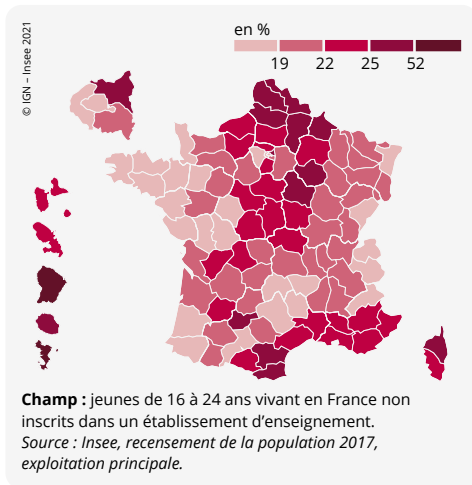 © IGN – Insee 2021
en %
19 22 25 52
Champ : jeunes de 16 à 24 ans vivant en France non
inscrits dans un établissement d’enseignement.
Source : Insee, recensement de la population 2017,
exploitation principale.